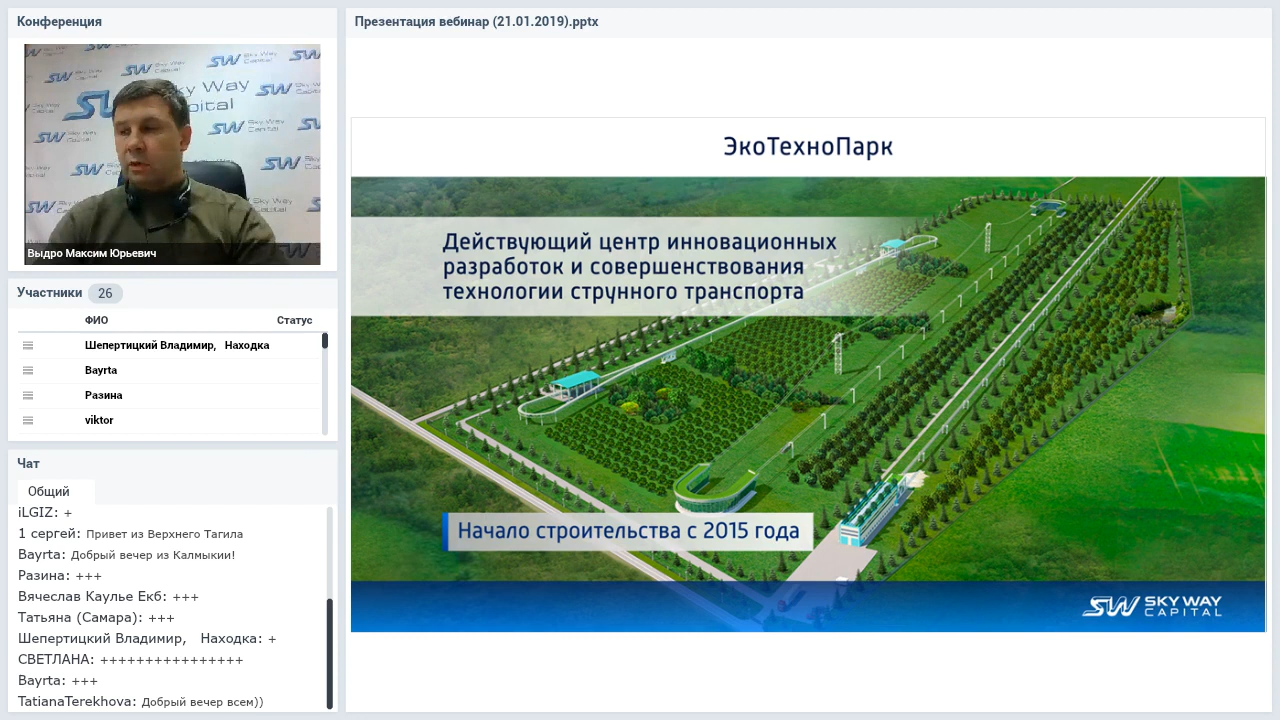 Конференция
Sky Way
Capital
Выдро Максим Юрьевич
Участники 26
ФИО Статус
Шепертицкий Владимир, Находка
Bayrta
Разина
viktor
Чат
Общий
iLGIZ: +
1 сергей: Привет из Верхнего Тагила
Bayrta: Добрый вечер из Калмыкии!
Разина: +++
Вячеслав Каулье Екб: +++
Татьяна (Самара): +++
Шепертицкий Владимир, Находка: +
СВЕТЛАНА: ++++++++++++++++
Bayrta: +++
TatianaTerekhova: Добрый вечер всем))
Презентация вебинар (21.01.2019).pptx
ЭкоТехноПарк
Действующий центр инновационных
разработок и совершенствования
технологии струнного транспорта
Начало строительства с 2015 года
SW SKY WAY
CAPITAL